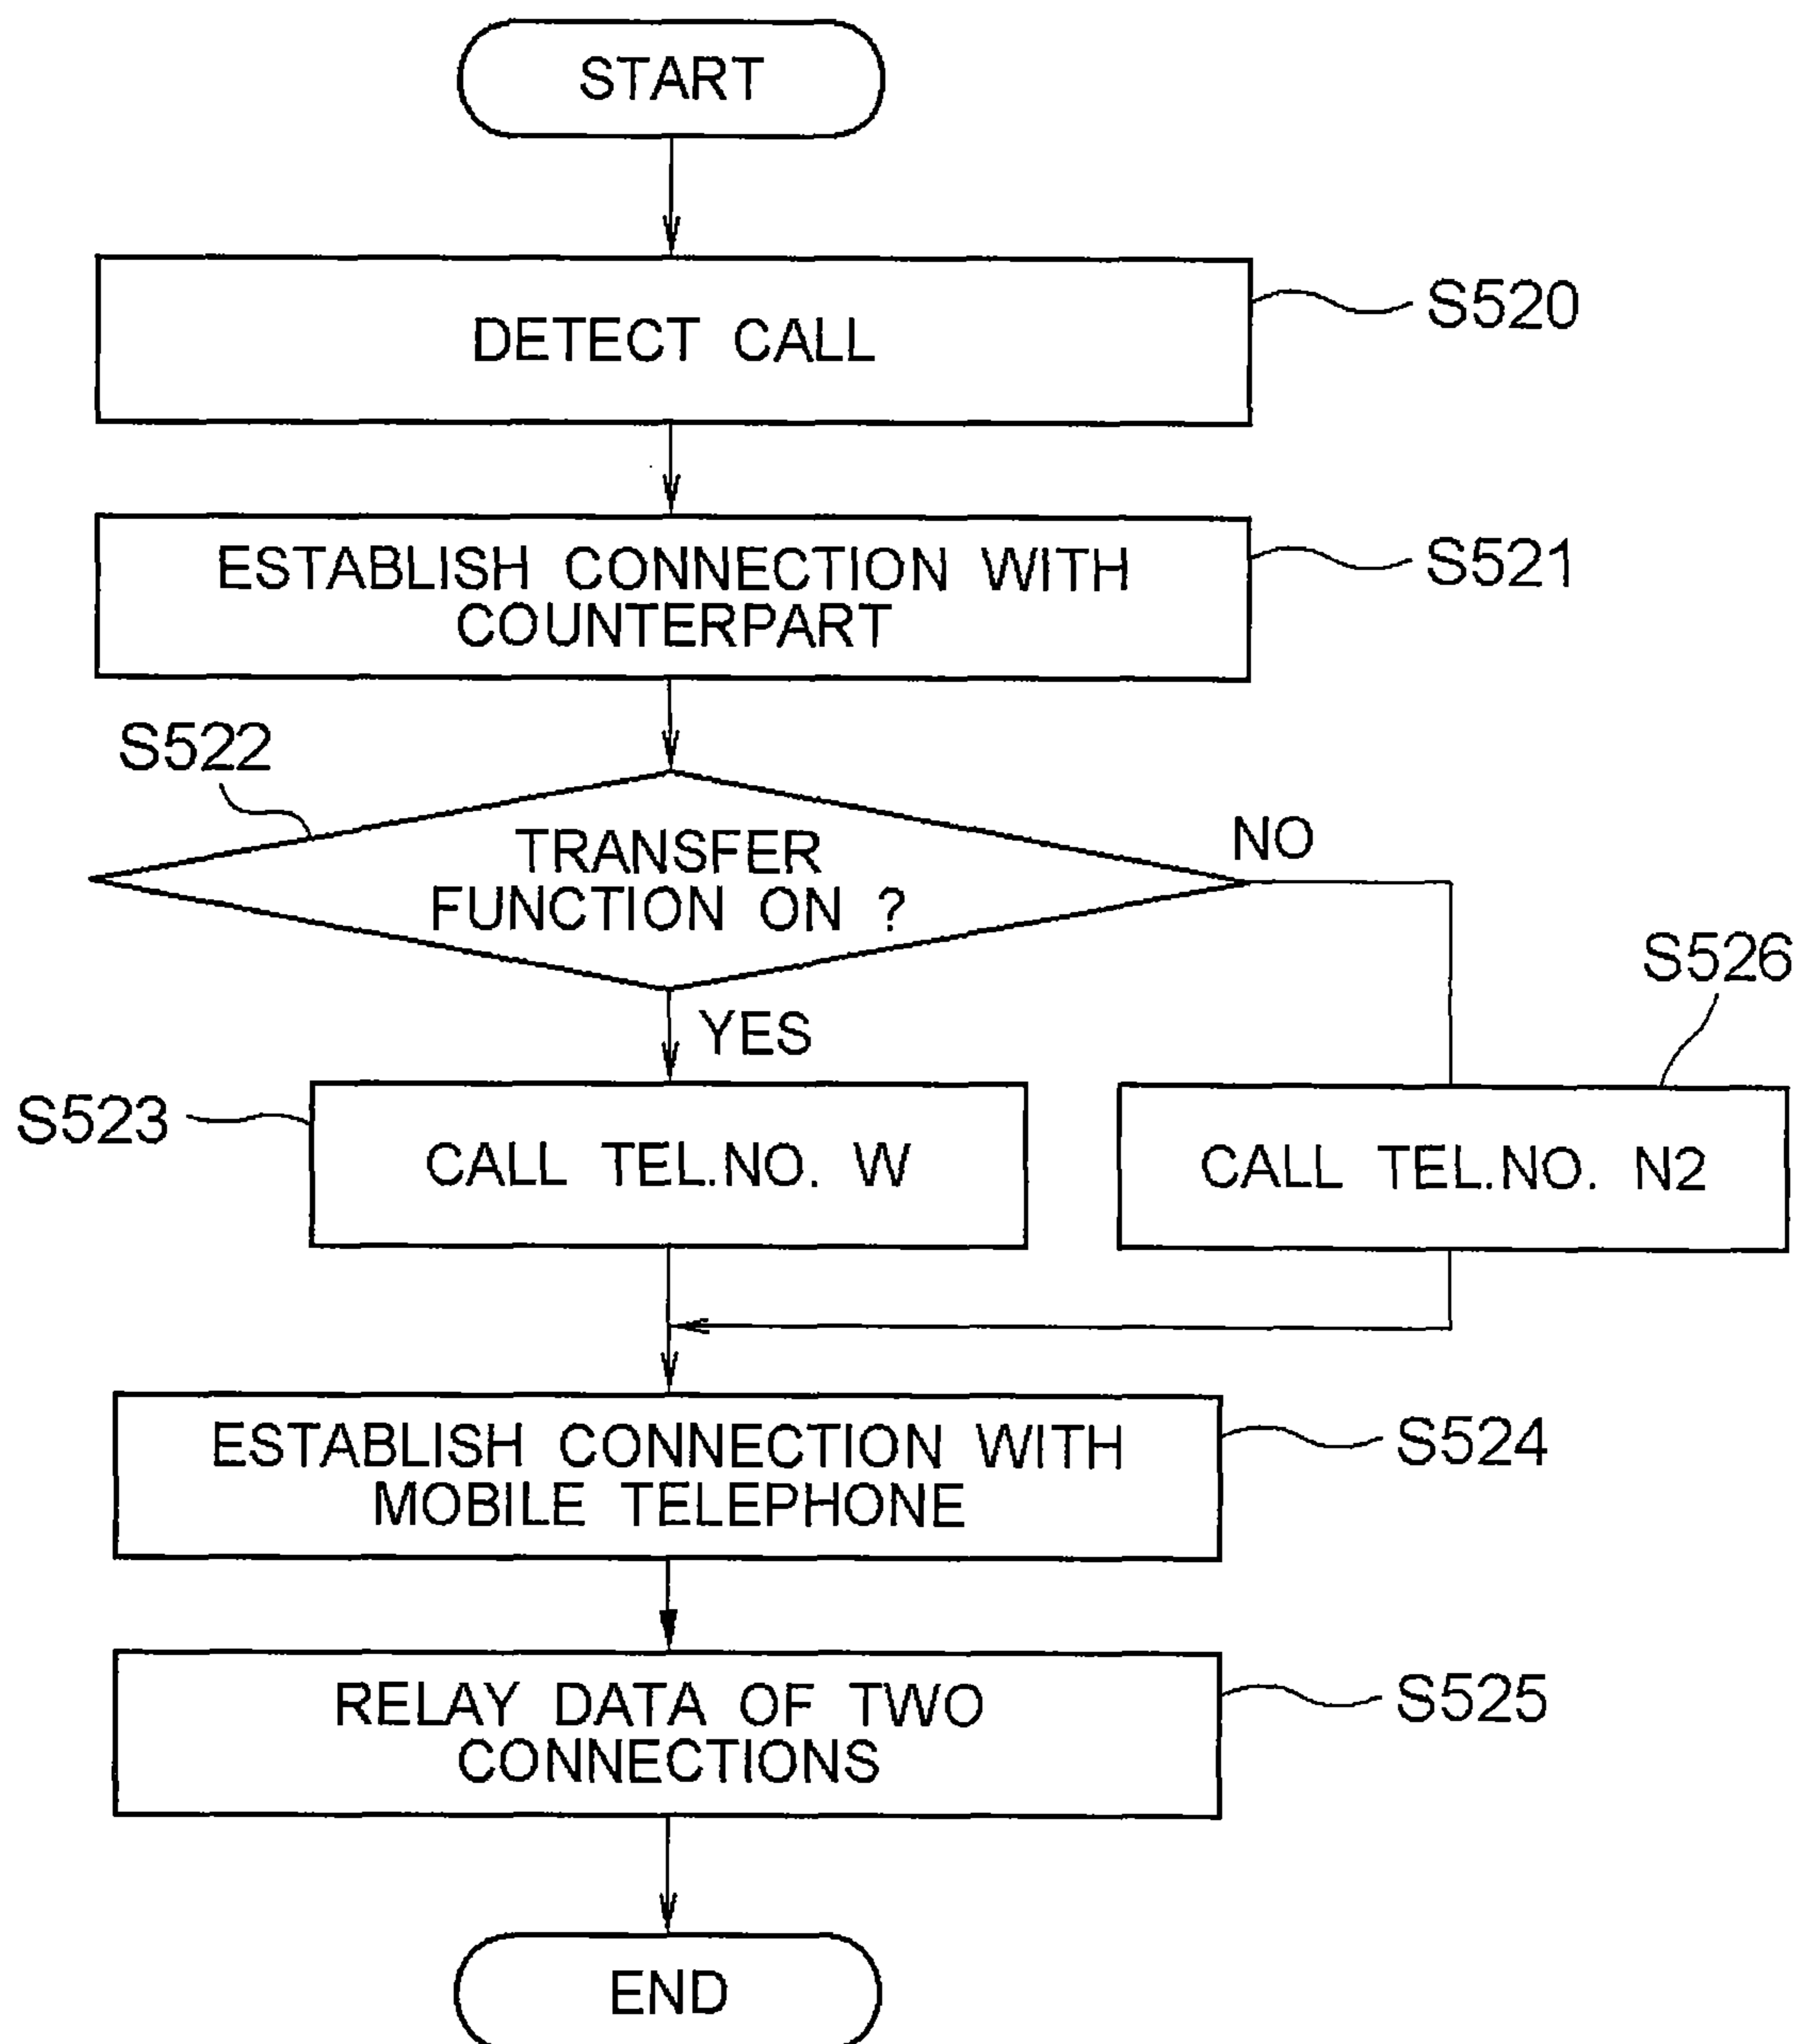 START
DETECT CALL
S520
ESTABLISH CONNECTION WITH
COUNTERPART
S521
S522
TRANSFER
FUNCTION ON ?
NO
YES
S526
S523
CALL TEL.NO. W
CALL TEL.NO. N2
ESTABLISH CONNECTION WITH
MOBILE TELEPHONE
S524
RELAY DATA OF TWO
CONNECTIONS
S525
END